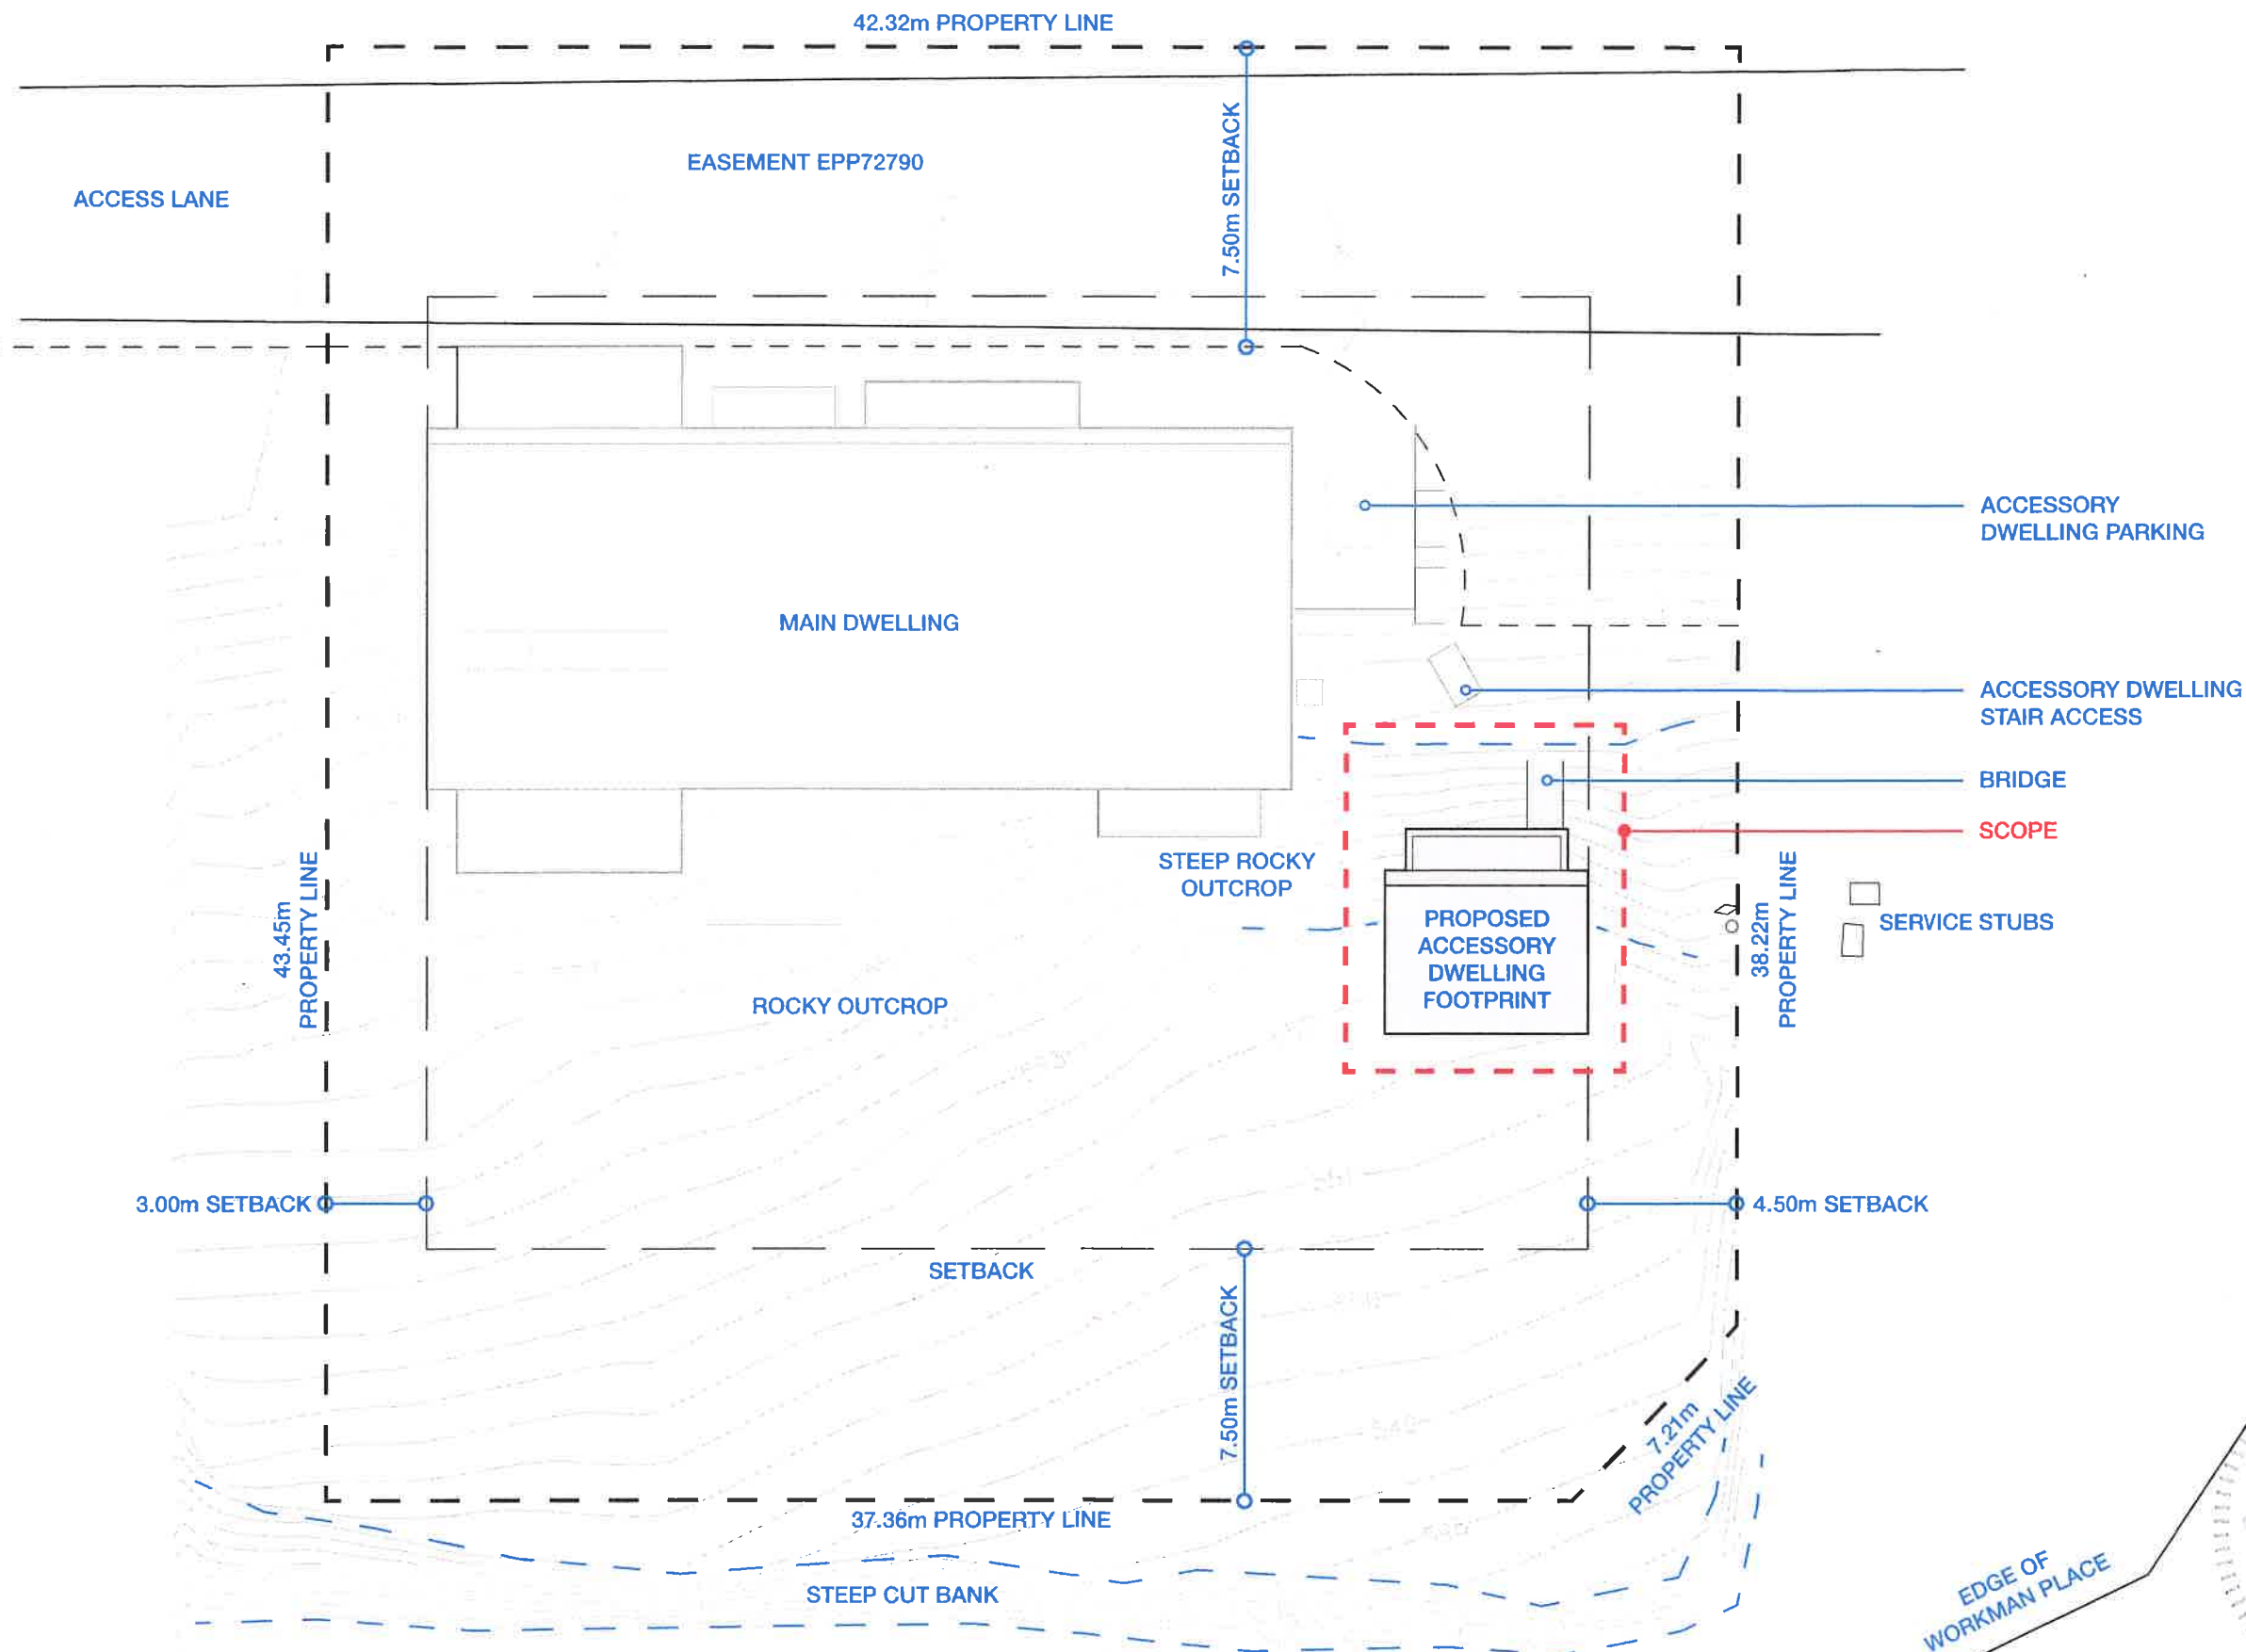 42.32m PROPERTY LINE
EASEMENT EPP72790
ACCESS LANE
7.50m SETBACK
ACCESSORY
DWELLING PARKING
MAIN DWELLING
ACCESSORY DWELLING
STAIR ACCESS
BRIDGE
SCOPE
STEEP ROCKY
OUTCROP
PROPOSED
ACCESSORY
DWELLING
FOOTPRINT
43.45m
PROPERTY LINE
38.22m
PROPERTY LINE
SERVICE STUBS
ROCKY OUTCROP
3.00m SETBACK
4.50m SETBACK
SETBACK
7.50m SETBACK
7.21m
PROPERTY LINE
37.36m PROPERTY LINE
STEEP CUT BANK
EDGE OF
WORKMAN PLACE